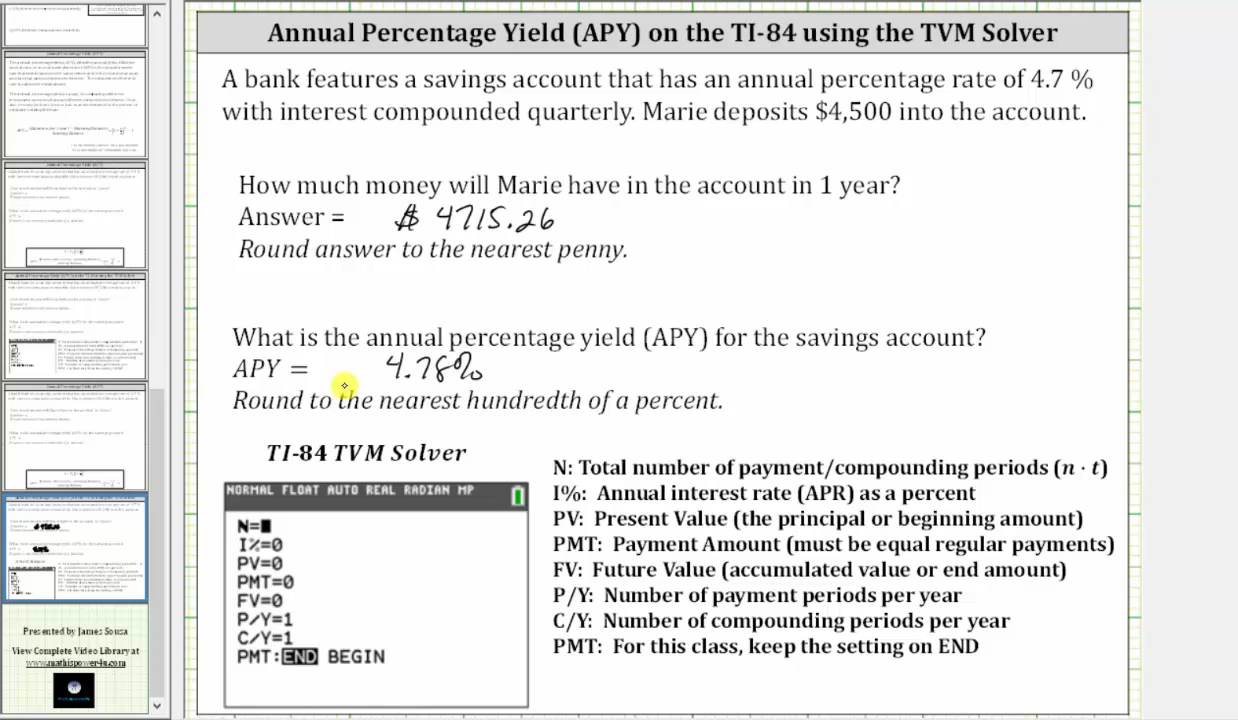 Annual Percentage Yield (APY) on the TI-84 using the TVM Solver
A bank features a savings account that has an annual percentage rate of 4.7 %
with interest compounded quarterly. Marie deposits $4,500 into the account.
How much money will Marie have in the account in 1 year?
Answer = $ 4715.26
Round answer to the nearest penny.
What is the annual percentage yield (APY) for the savings account?
APY = 4.78%
Round to the nearest hundredth of a percent.
TI-84 TVM Solver
NORMAL FLOAT AUTO REAL RADIAN MP
N=
I%=0
PV=0
PMT=0
FV=0
P/Y=1
C/Y=1
PMT:END BEGIN
N: Total number of payment/compounding periods (n · t)
I%: Annual interest rate (APR) as a percent
PV: Present Value (the principal or beginning amount)
PMT: Payment Amount (must be equal regular payments)
FV: Future Value (accumulated value or end amount)
P/Y: Number of payment periods per year
C/Y: Number of compounding periods per year
PMT: For this class, keep the setting on END
Presented by James Sousa
View Complete Video Library at
www.mathispower4u.com